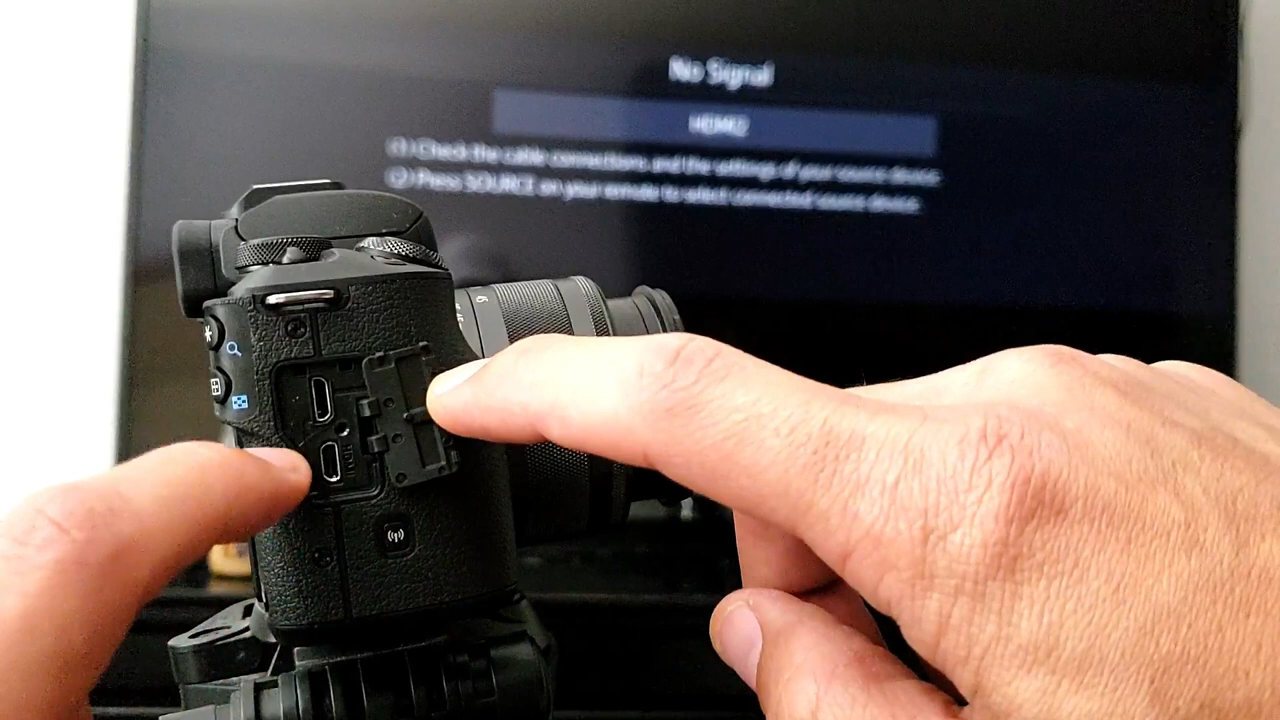 No Signal
HDMI2
(1) Check the cable connections and the settings of your source device.
(2) Press SOURCE on your remote to select connected source device.